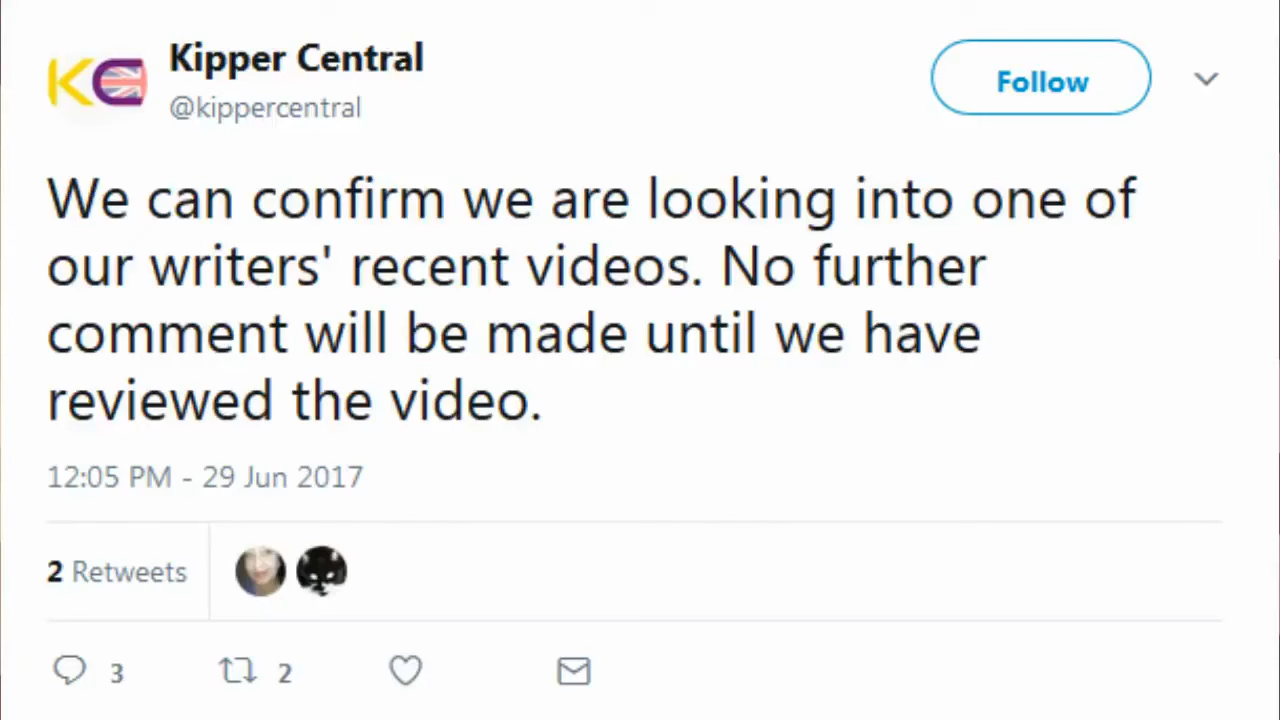 KC
Kipper Central
@kippercentral
Follow
We can confirm we are looking into one of
our writers' recent videos. No further
comment will be made until we have
reviewed the video.
12:05 PM - 29 Jun 2017
2 Retweets
3
2